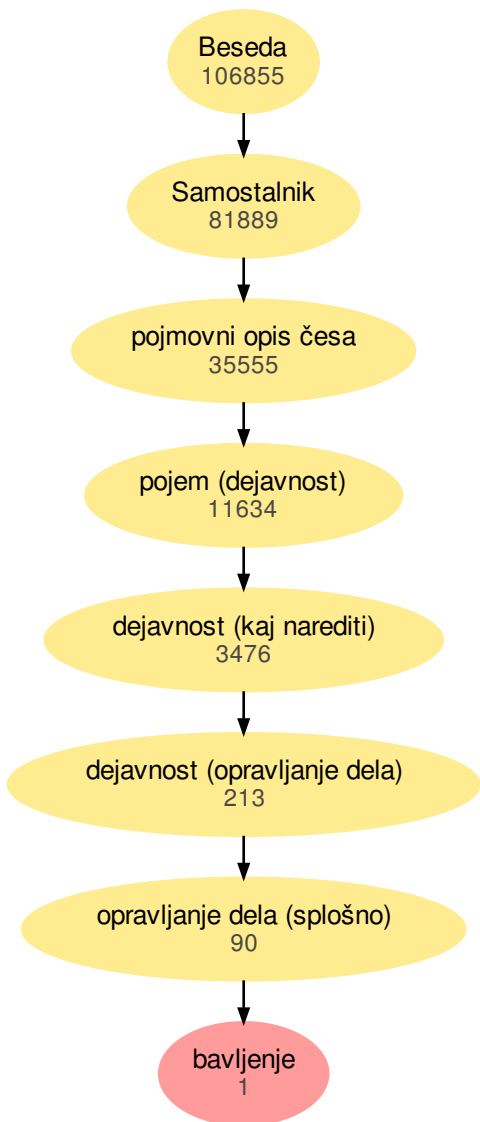 Beseda
106855
Samostalnik
81889
pojmovni opis česa
35555
pojem (dejavnost)
11634
dejavnost (kaj narediti)
3476
dejavnost (opravljanje dela)
213
opravljanje dela (splošno)
90
bavljenje
1